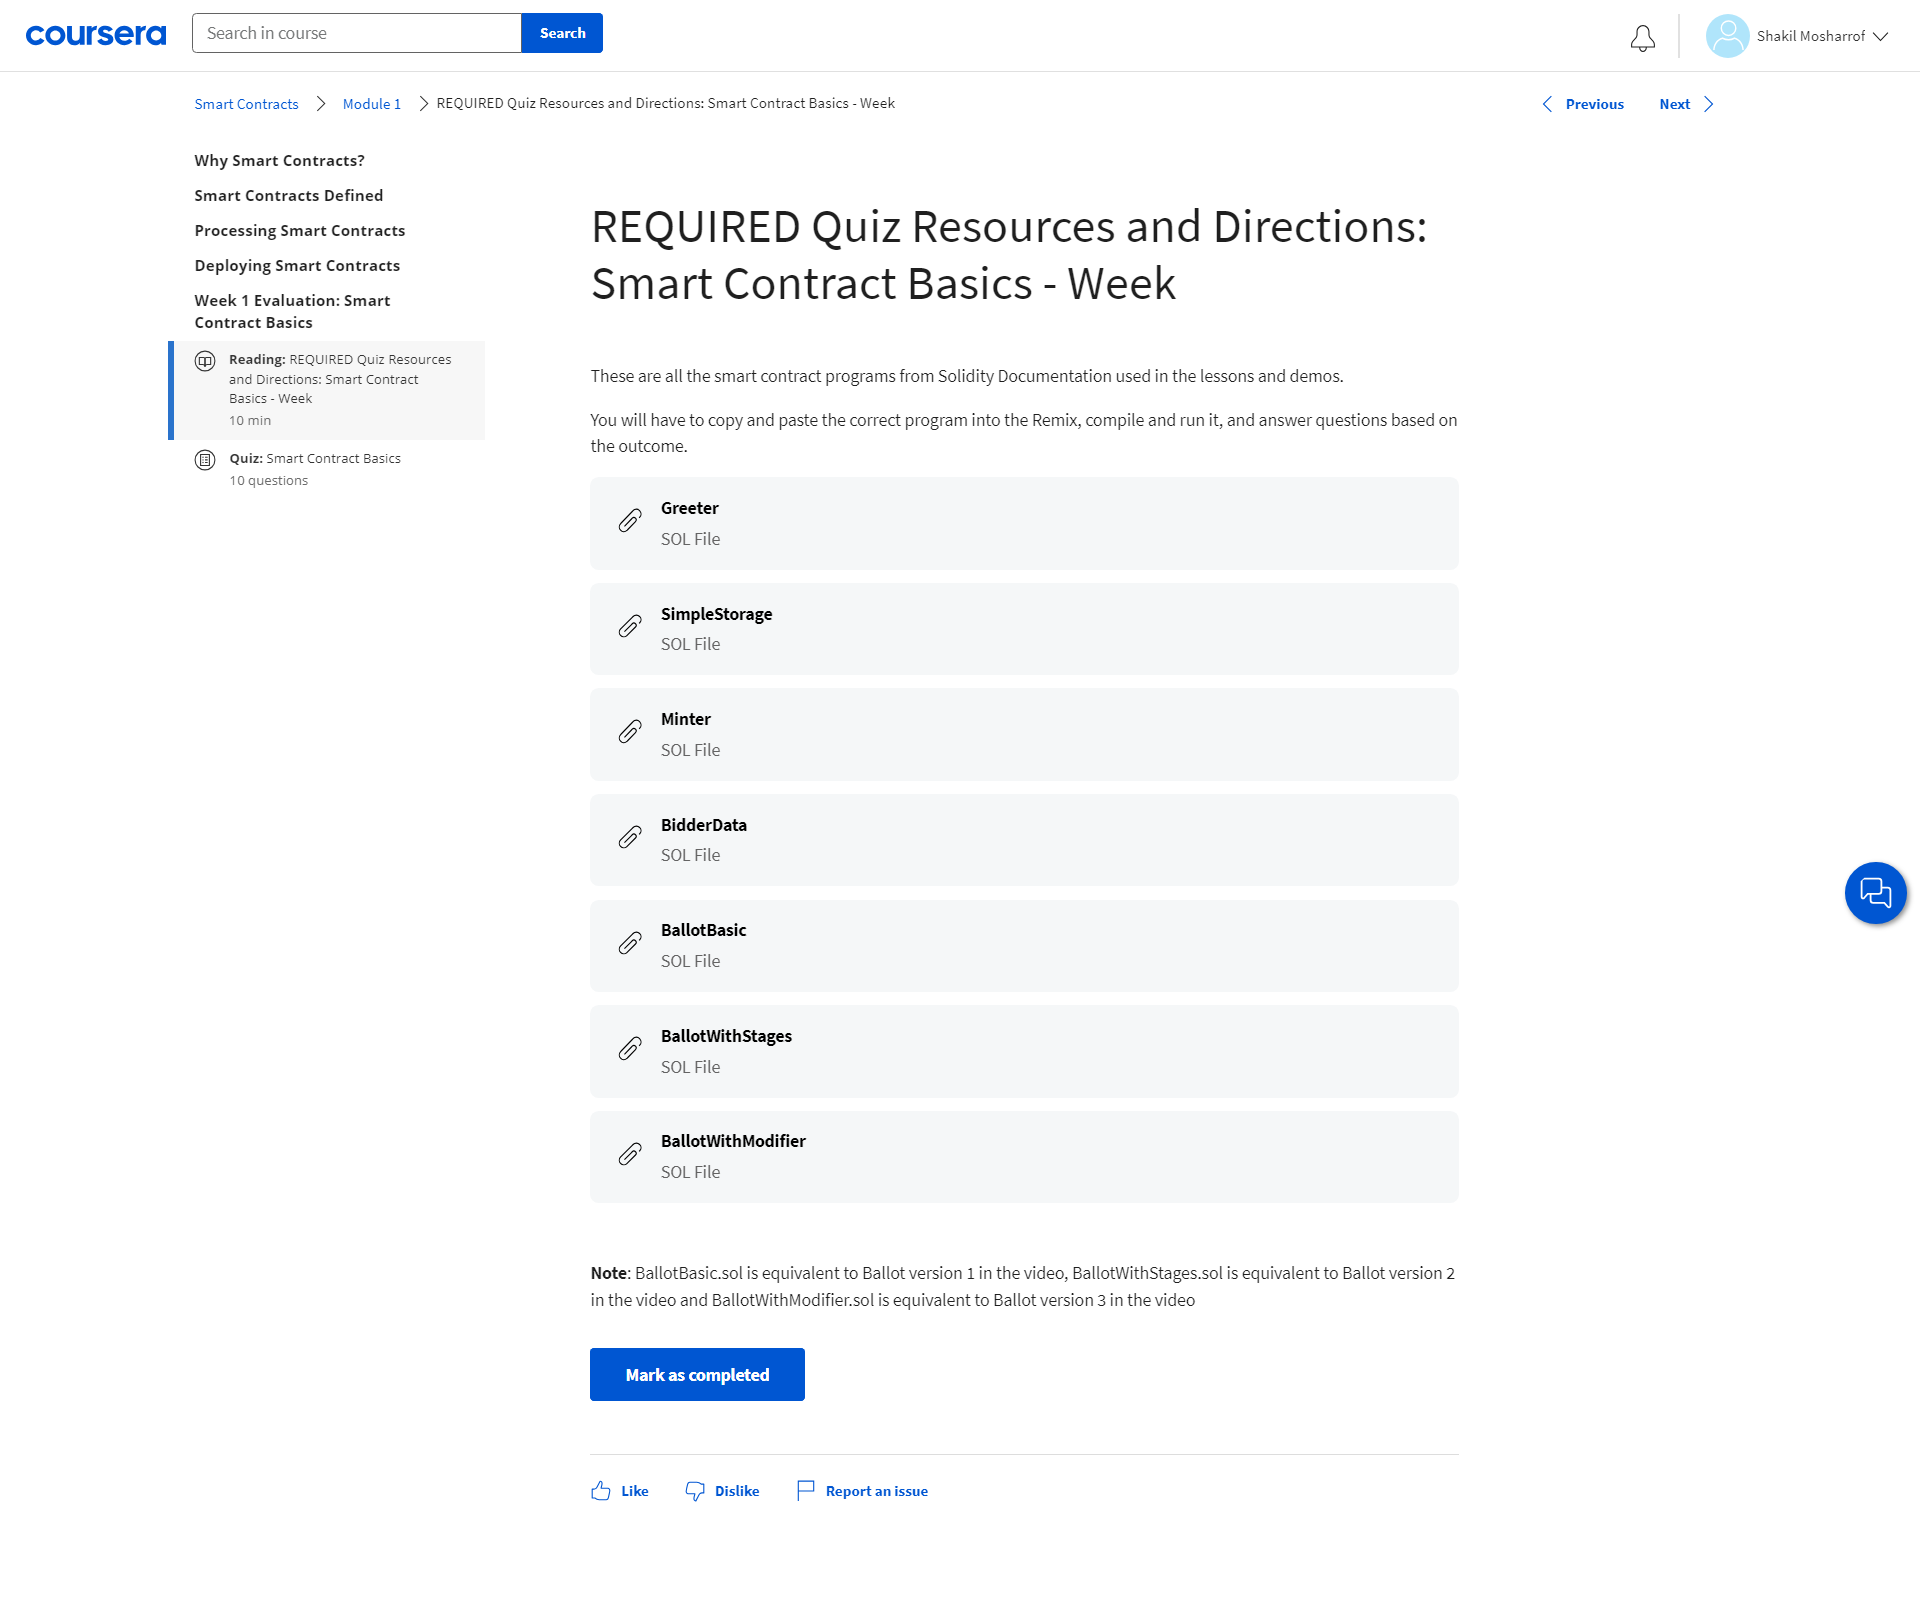 coursera
Search in course
Search
Shakil Mosharrof
Smart Contracts
Module 1
REQUIRED Quiz Resources and Directions: Smart Contract Basics - Week
Previous
Next
Why Smart Contracts?
Smart Contracts Defined
Processing Smart Contracts
Deploying Smart Contracts
Week 1 Evaluation: Smart
Contract Basics
Reading: REQUIRED Quiz Resources
and Directions: Smart Contract
Basics - Week
10 min
Quiz: Smart Contract Basics
10 questions
REQUIRED Quiz Resources and Directions:
Smart Contract Basics - Week
These are all the smart contract programs from Solidity Documentation used in the lessons and demos.
You will have to copy and paste the correct program into the Remix, compile and run it, and answer questions based on
the outcome.
Greeter
SOL File
SimpleStorage
SOL File
Minter
SOL File
BidderData
SOL File
BallotBasic
SOL File
BallotWithStages
SOL File
BallotWithModifier
SOL File
Note: BallotBasic.sol is equivalent to Ballot version 1 in the video, BallotWithStages.sol is equivalent to Ballot version 2
in the video and BallotWithModifier.sol is equivalent to Ballot version 3 in the video
Mark as completed
Like
Dislike
Report an issue